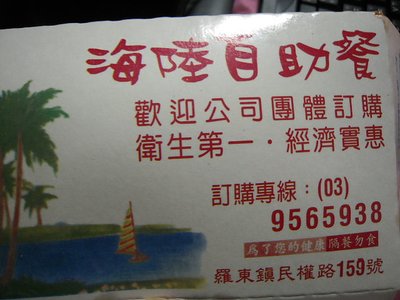 海陸自助餐
歡迎公司團體訂購
衛生第一·經濟實惠
訂購專線:(03)
9565938
為了您的健康隔餐勿食
羅東鎮民權路159號